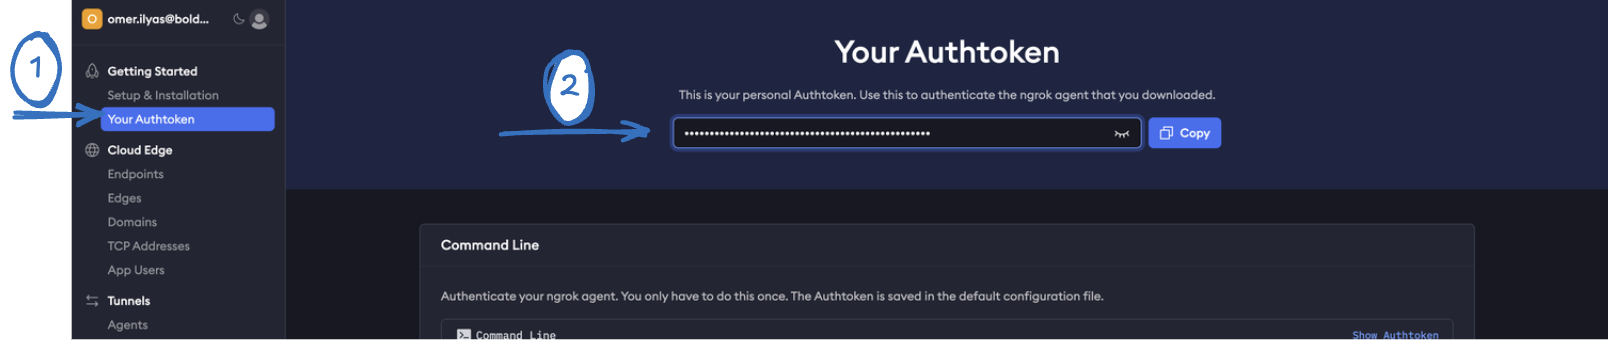 O omer.ilyas@bold...
1
Getting Started
Setup & Installation
Your Authtoken
Cloud Edge
Endpoints
Edges
Domains
TCP Addresses
App Users
Tunnels
Agents
Your Authtoken
This is your personal Authtoken. Use this to authenticate the ngrok agent that you downloaded.
2
•••••••••••••••••••••••••••••••••••••••••••••••••
Copy
Command Line
Authenticate your ngrok agent. You only have to do this once. The Authtoken is saved in the default configuration file.
Command Line
Show Authtoken